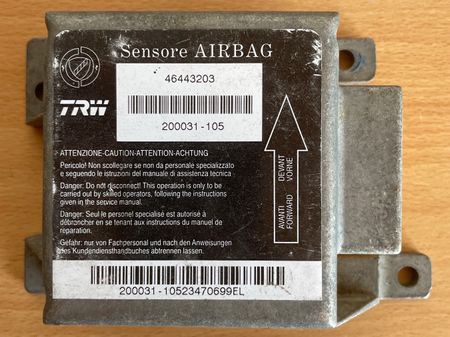 Sensore AIRBAG
46443203
TRW
200031-105
ATTENZIONE-CAUTION-ATTENTION-ACHTUNG
Pericolo! Non scollegare se non da personale specializzato
e seguendo le istruzioni del manuale di assistenza tecnica
Danger: Do not disconnect! This operation is only to be
carried out by skilled operators, following the instructions
given in the service manual.
Danger: Seul le personel specialisé est autorisé à
débrancher en se tenant aux instructions du manuel de
reparation.
Gefahr: nur von Fachpersonal und nach den Anweisungen
des Kundendiensthandbuches abtrennen lassen.
AVANTI DEVANT
FORWARD VORNE
200031-10523470699EL